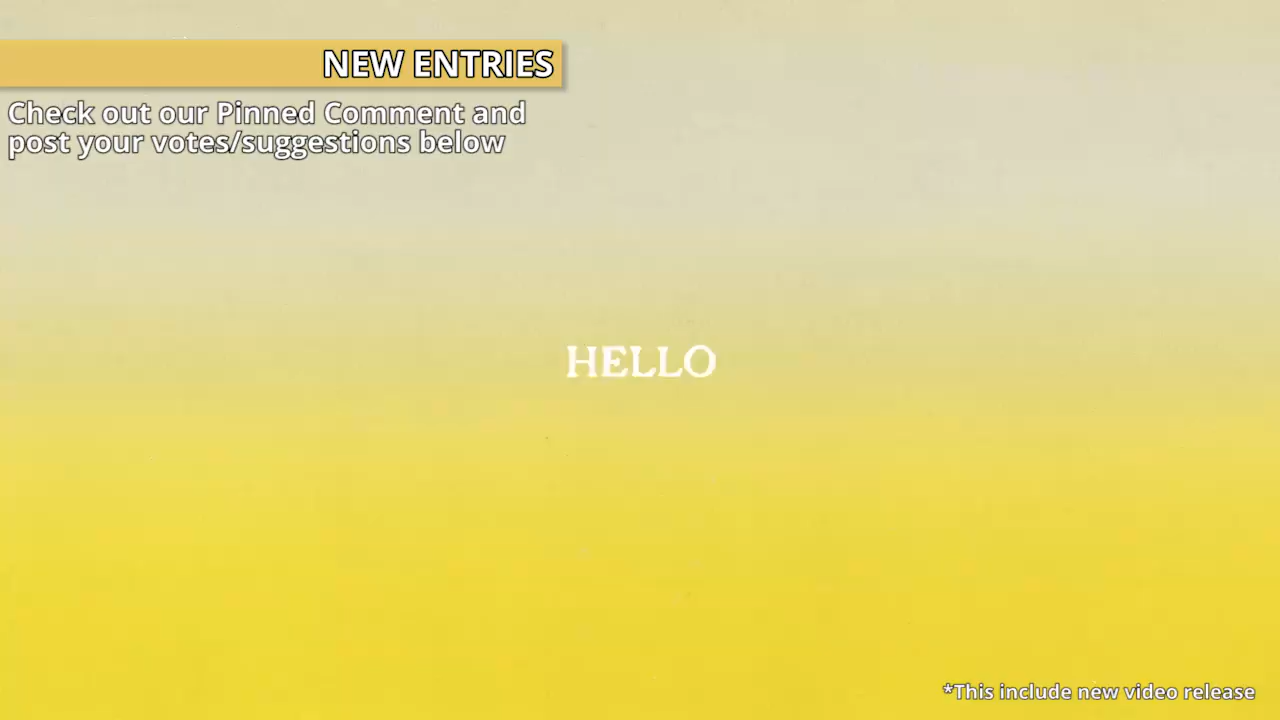 NEW ENTRIES
Check out our Pinned Comment and
post your votes/suggestions below
HELLO
*This include new video release